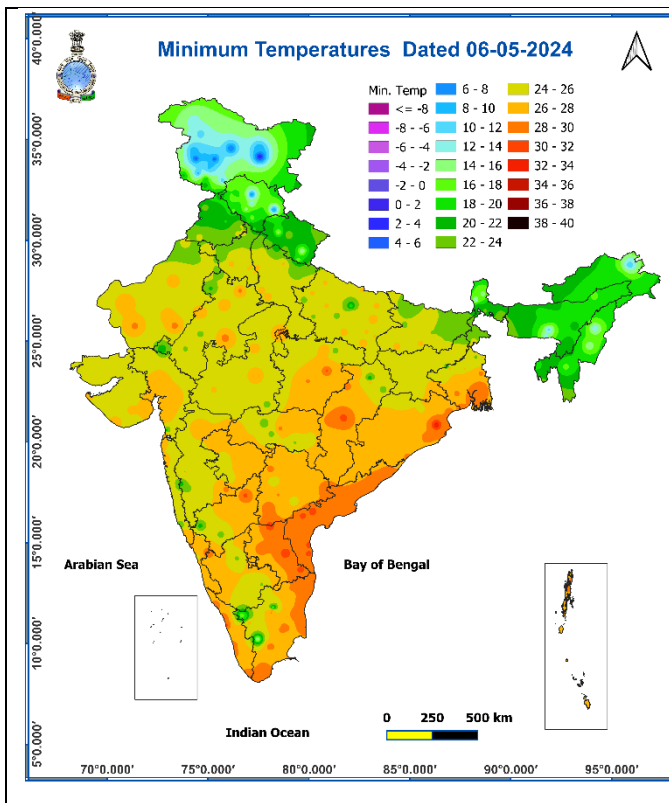 Minimum Temperatures Dated 06-05-2024
Min. Temp
<= -8
-8 - -6
-6 - -4
-4 - -2
-2 - 0
0 - 2
2 - 4
4 - 6
6 - 8
8 - 10
10 - 12
12 - 14
14 - 16
16 - 18
18 - 20
20 - 22
22 - 24
24 - 26
26 - 28
28 - 30
30 - 32
32 - 34
34 - 36
36 - 38
38 - 40
40°0.000'
35°0.000'
30°0.000'
25°0.000'
20°0.000'
15°0.000'
10°0.000'
5°0.000'
Arabian Sea
Bay of Bengal
Indian Ocean
0 250 500 km
70°0.000' 75°0.000' 80°0.000' 85°0.000' 90°0.000' 95°0.000'